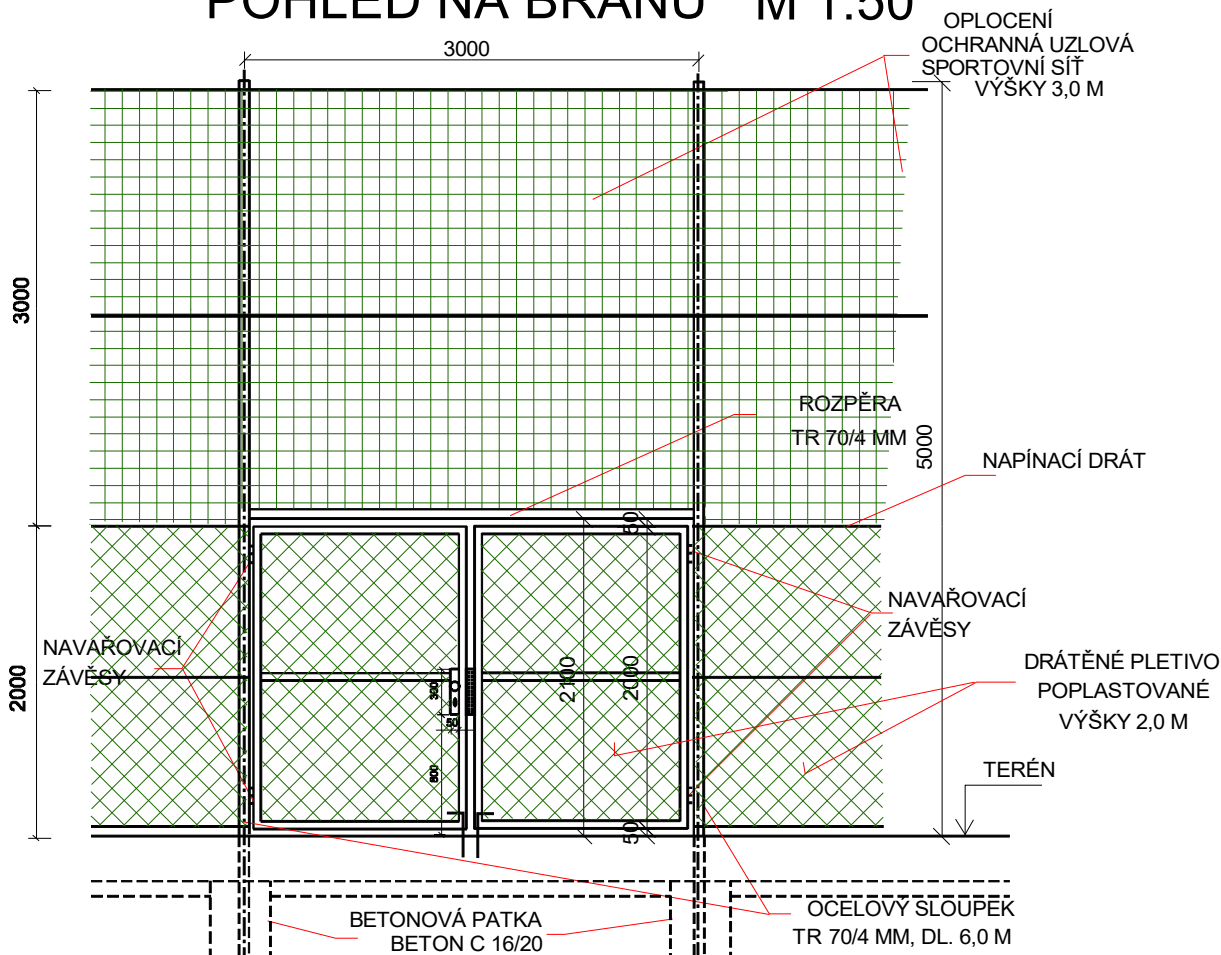 POHLED NA BRÁNU M 1:50
OPLOCENÍ
OCHRANNÁ UZLOVÁ
SPORTOVNÍ SÍŤ
VÝŠKY 3,0 M
3000
3000
ROZPĚRA
TR 70/4 MM
5000
NAPÍNACÍ DRÁT
50
NAVAŘOVACÍ
ZÁVĚSY
NAVAŘOVACÍ
ZÁVĚSY
2000
300
50
800
2100
2000
50
DRÁTĚNÉ PLETIVO
POPLASTOVANÉ
VÝŠKY 2,0 M
TERÉN
BETONOVÁ PATKA
BETON C 16/20
OCELOVÝ SLOUPEK
TR 70/4 MM, DL. 6,0 M